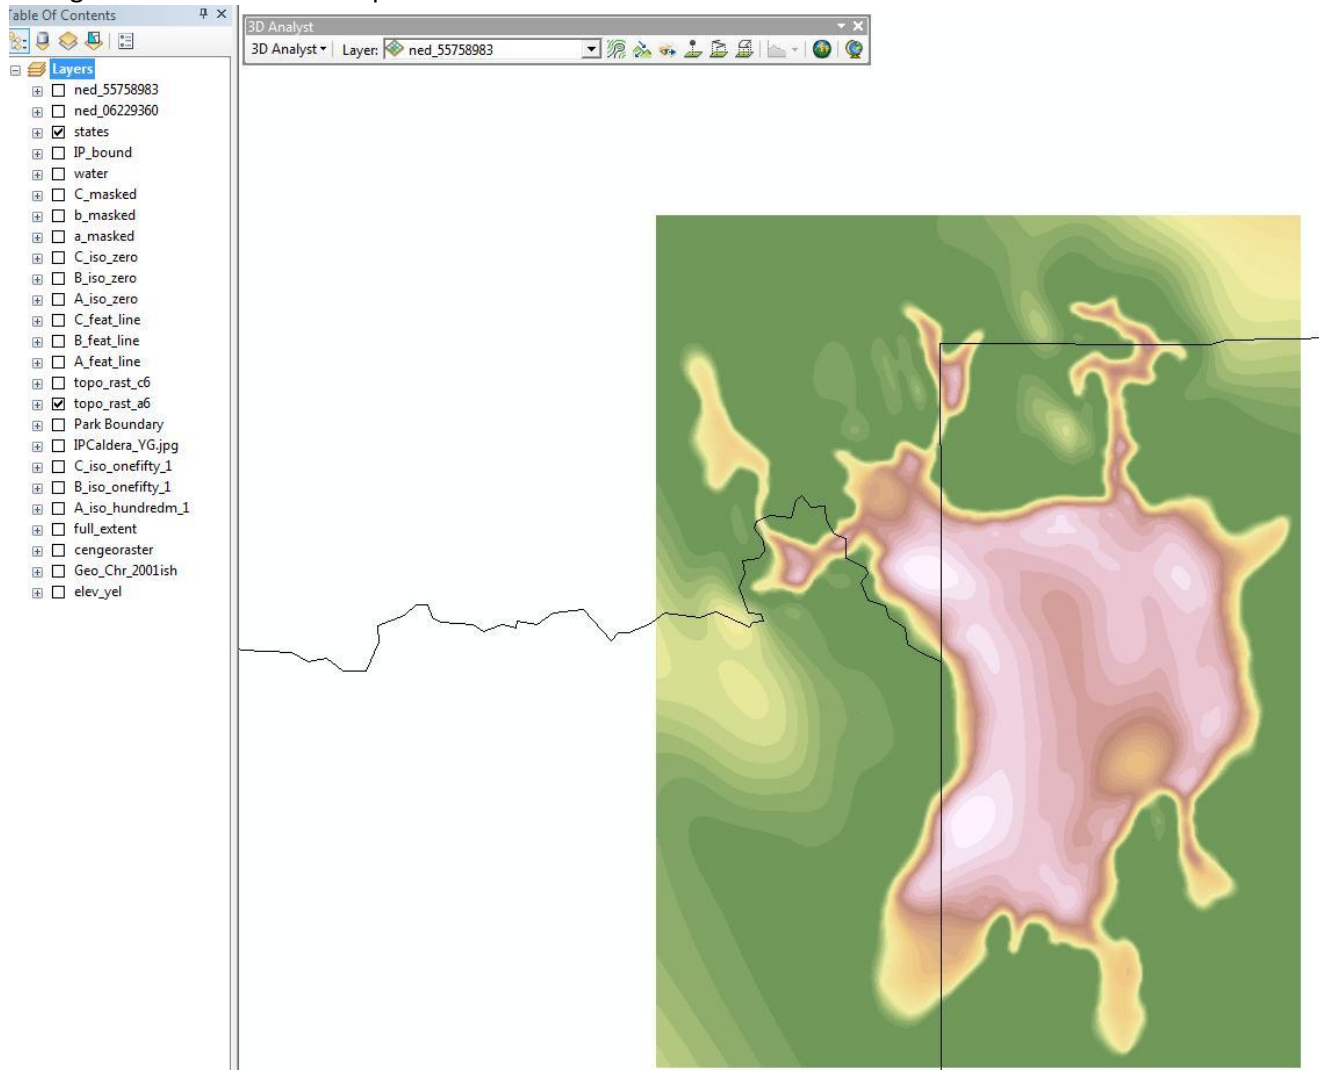 Table Of Contents
3D Analyst
3D Analyst
Layer:
ned_55758983
Layers
ned_55758983
ned_06229360
states
IP_bound
water
C_masked
b_masked
a_masked
C_iso_zero
B_iso_zero
A_iso_zero
C_feat_line
B_feat_line
A_feat_line
topo_rast_c6
topo_rast_a6
Park Boundary
IPCaldera_YG.jpg
C_iso_onefifty_1
B_iso_onefifty_1
A_iso_hundredm_1
full_extent
cengeoraster
Geo_Chr_2001ish
elev_yel